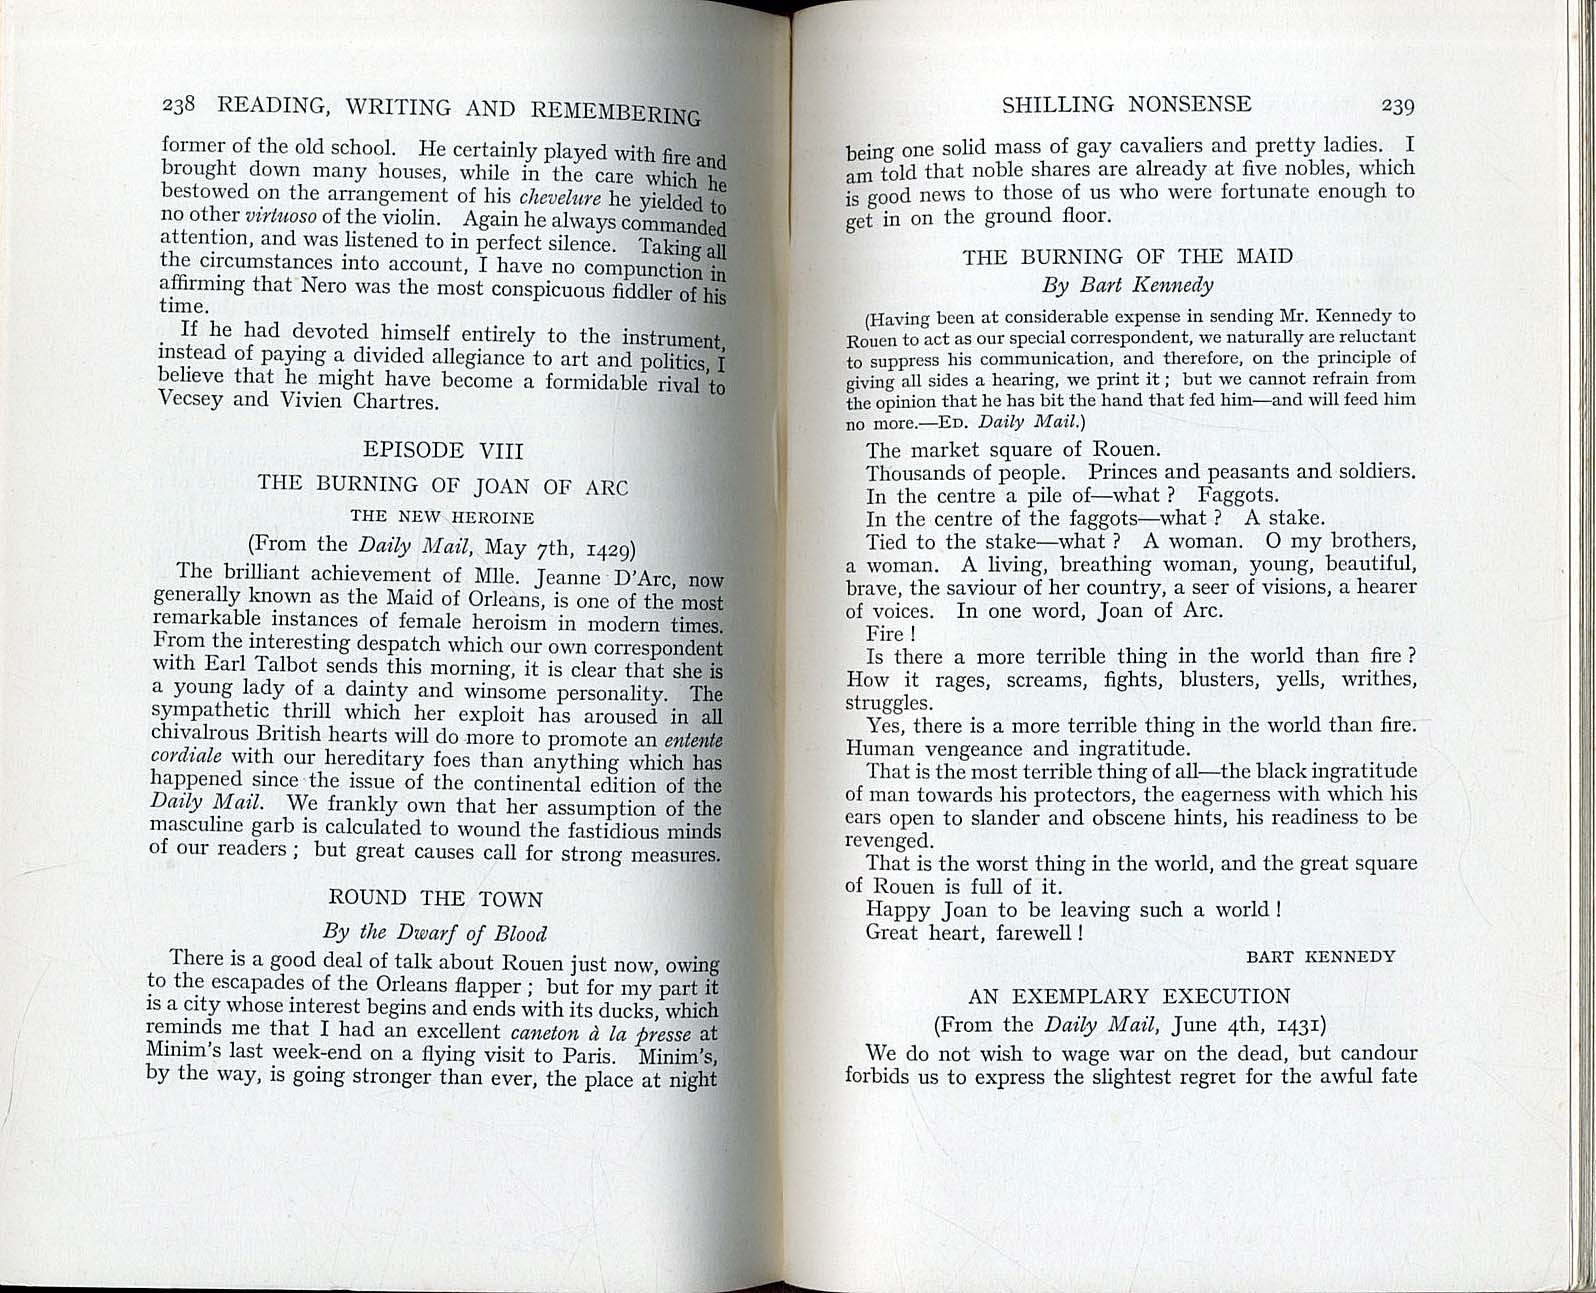 238 READING, WRITING AND REMEMBERING
former of the old school. He certainly played with fire and
brought down many houses, while in the care which he
bestowed on the arrangement of his chevelure he yielded to
no other virtuoso of the violin. Again he always commanded
attention, and was listened to in perfect silence. Taking all
the circumstances into account, I have no compunction in
affirming that Nero was the most conspicuous fiddler of his
time.
If he had devoted himself entirely to the instrument,
instead of paying a divided allegiance to art and politics, I
believe that he might have become a formidable rival to
Vecsey and Vivien Chartres.
EPISODE VIII
THE BURNING OF JOAN OF ARC
THE NEW HEROINE
(From the Daily Mail, May 7th, 1429)
The brilliant achievement of Mlle. Jeanne D'Arc, now
generally known as the Maid of Orleans, is one of the most
remarkable instances of female heroism in modern times.
From the interesting despatch which our own correspondent
with Earl Talbot sends this morning, it is clear that she is
a young lady of a dainty and winsome personality. The
sympathetic thrill which her exploit has aroused in all
chivalrous British hearts will do more to promote an entente
cordiale with our hereditary foes than anything which has
happened since the issue of the continental edition of the
Daily Mail. We frankly own that her assumption of the
masculine garb is calculated to wound the fastidious minds
of our readers ; but great causes call for strong measures.
ROUND THE TOWN
By the Dwarf of Blood
There is a good deal of talk about Rouen just now, owing
to the escapades of the Orleans flapper ; but for my part it
is a city whose interest begins and ends with its ducks, which
reminds me that I had an excellent caneton à la presse at
Minim's last week-end on a flying visit to Paris. Minim's,
by the way, is going stronger than ever, the place at night
SHILLING NONSENSE 239
being one solid mass of gay cavaliers and pretty ladies. I
am told that noble shares are already at five nobles, which
is good news to those of us who were fortunate enough to
get in on the ground floor.
THE BURNING OF THE MAID
By Bart Kennedy
(Having been at considerable expense in sending Mr. Kennedy to
Rouen to act as our special correspondent, we naturally are reluctant
to suppress his communication, and therefore, on the principle of
giving all sides a hearing, we print it ; but we cannot refrain from
the opinion that he has bit the hand that fed him—and will feed him
no more.—ED. Daily Mail.)
The market square of Rouen.
Thousands of people. Princes and peasants and soldiers.
In the centre a pile of—what ? Faggots.
In the centre of the faggots—what ? A stake.
Tied to the stake—what ? A woman. O my brothers,
a woman. A living, breathing woman, young, beautiful,
brave, the saviour of her country, a seer of visions, a hearer
of voices. In one word, Joan of Arc.
Fire !
Is there a more terrible thing in the world than fire ?
How it rages, screams, fights, blusters, yells, writhes,
struggles.
Yes, there is a more terrible thing in the world than fire.
Human vengeance and ingratitude.
That is the most terrible thing of all—the black ingratitude
of man towards his protectors, the eagerness with which his
ears open to slander and obscene hints, his readiness to be
revenged.
That is the worst thing in the world, and the great square
of Rouen is full of it.
Happy Joan to be leaving such a world !
Great heart, farewell !
BART KENNEDY
AN EXEMPLARY EXECUTION
(From the Daily Mail, June 4th, 1431)
We do not wish to wage war on the dead, but candour
forbids us to express the slightest regret for the awful fate